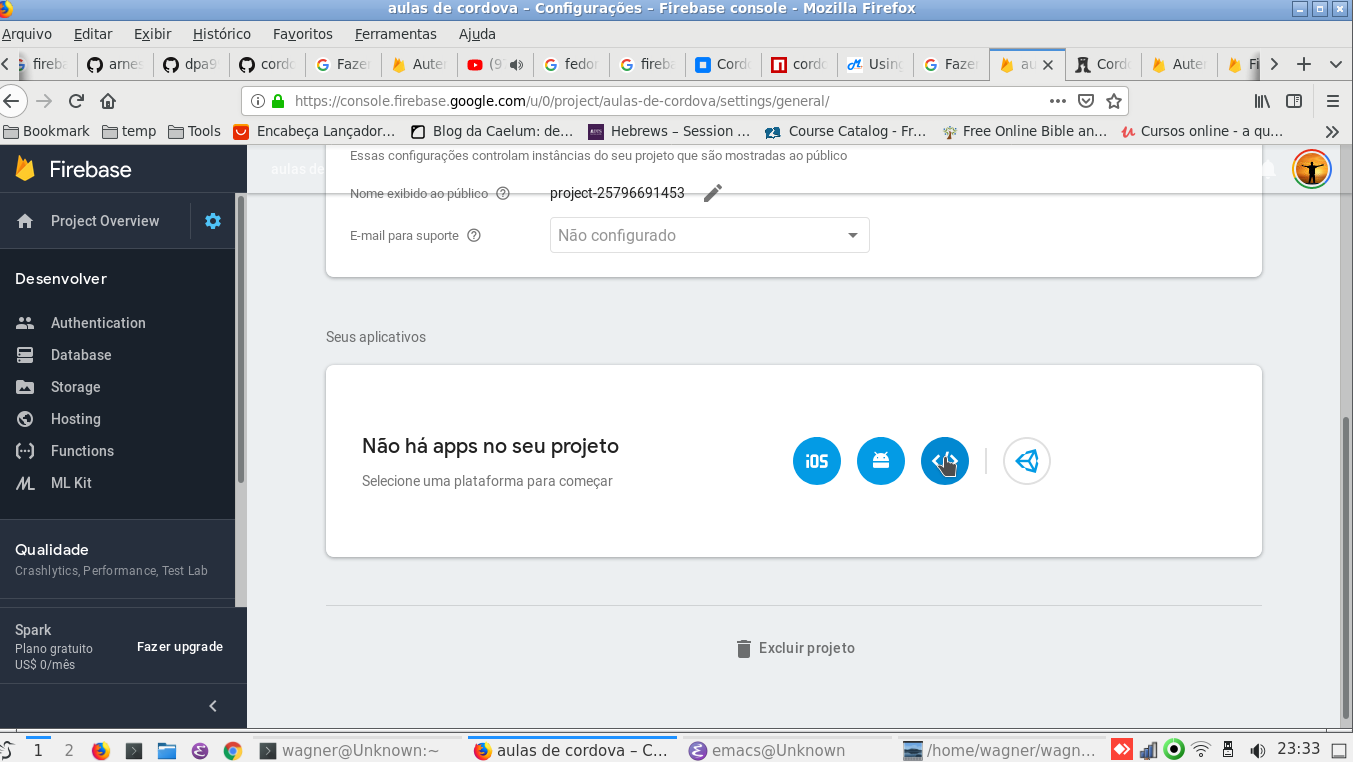 aulas de cordova – Configurações – Firebase console - Mozilla Firefox
Arquivo Editar Exibir Histórico Favoritos Ferramentas Ajuda
fireba arnes dpa9 cordo Fazer Auter (9 fedor fireba Cord cordo Using Fazer au Cord Auter Fi
https://console.firebase.google.com/u/0/project/aulas-de-cordova/settings/general/
Bookmark temp Tools Encabeça Lançador... Blog da Caelum: de... Hebrews – Session ... Course Catalog - Fr... Free Online Bible an... Cursos online - a qu...
Firebase
aulas de
Essas configurações controlam instâncias do seu projeto que são mostradas ao público
Nome exibido ao público project-25796691453
E-mail para suporte Não configurado
Project Overview
Desenvolver
Authentication
Database
Storage
Hosting
Functions
ML Kit
Qualidade
Crashlytics, Performance, Test Lab
Spark
Plano gratuito
US$ 0/mês
Fazer upgrade
Seus aplicativos
Não há apps no seu projeto
Selecione uma plataforma para começar
iOS
Excluir projeto
1 2 wagner@Unknown:~ aulas de cordova – C... emacs@Unknown /home/wagner/wagn... 23:33